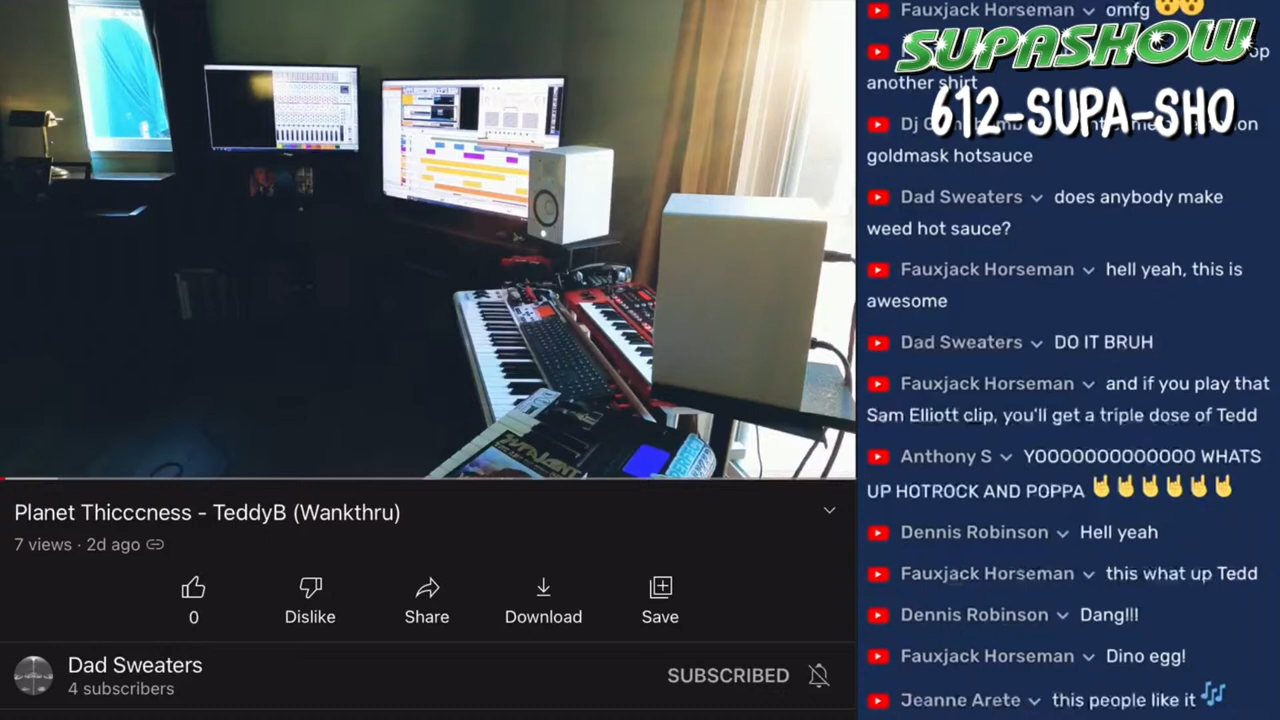 Fauxjack Horseman omfg 😳😳
SUPASHOW
another shirt
612-SUPA-SHO
goldmask hotsauce
Dad Sweaters does anybody make
weed hot sauce?
Fauxjack Horseman hell yeah, this is
awesome
Dad Sweaters DO IT BRUH
Fauxjack Horseman and if you play that
Sam Elliott clip, you'll get a triple dose of Tedd
Anthony S YOOOOOOOOOOOO WHATS
UP HOTROCK AND POPPA 🤘🤘🤘🤘🤘🤘
Dennis Robinson Hell yeah
Fauxjack Horseman this what up Tedd
Dennis Robinson Dang!!!
Fauxjack Horseman Dino egg!
Jeanne Arete this people like it 🎶
Planet Thicccness - TeddyB (Wankthru)
7 views · 2d ago
0
Dislike
Share
Download
Save
Dad Sweaters
4 subscribers
SUBSCRIBED